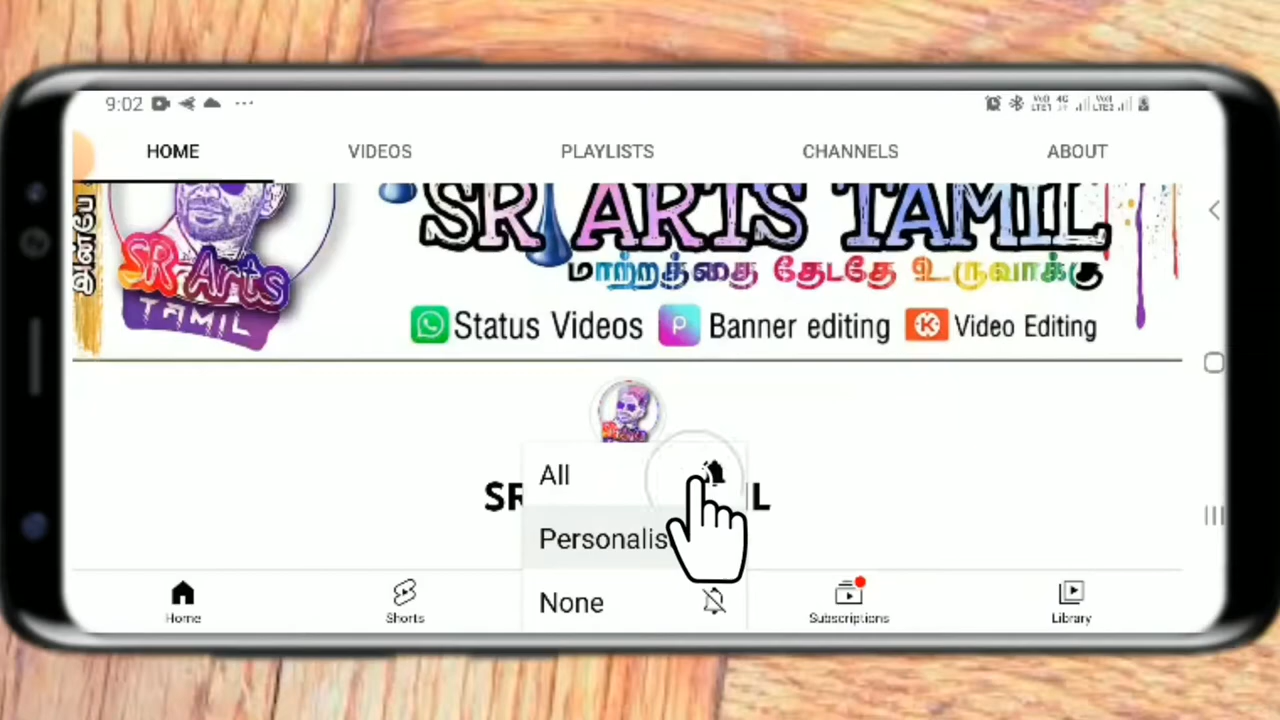 9:02
HOME VIDEOS PLAYLISTS CHANNELS ABOUT
SR ARTS TAMIL
SR Arts
TAMIL
மாற்றத்தை தேடதே உருவாக்கு
Status Videos Banner editing Video Editing
All
Personalis
None
Home Shorts Subscriptions Library